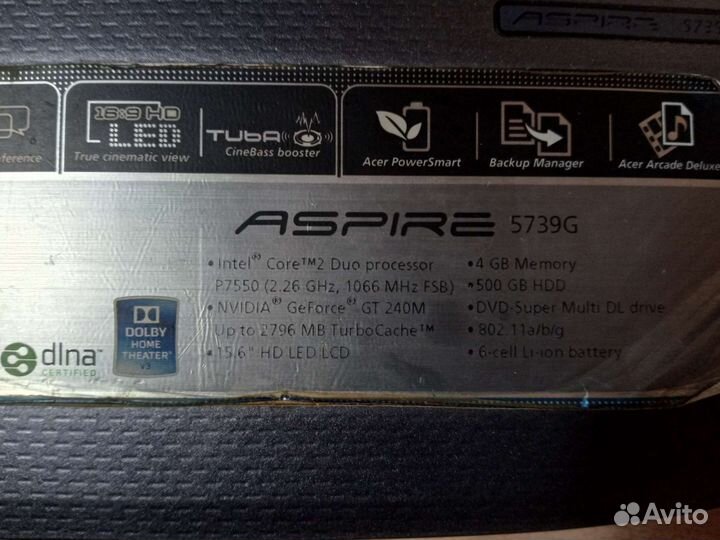 ASPIRE 5739
16:9 HD
LED
True cinematic view
TubA
CineBass booster
Acer PowerSmart
Backup Manager
Acer Arcade Deluxe
ASPIRE 5739G
• Intel® Core™2 Duo processor
P7550 (2.26 GHz, 1066 MHz FSB)
• NVIDIA® GeForce® GT 240M
Up to 2796 MB TurboCache™
• 15.6" HD LED LCD
• 4 GB Memory
• 500 GB HDD
• DVD-Super Multi DL drive
• 802.11a/b/g
• 6-cell Li-ion battery
dlna™
CERTIFIED
DOLBY
HOME
THEATER®
V3
Avito